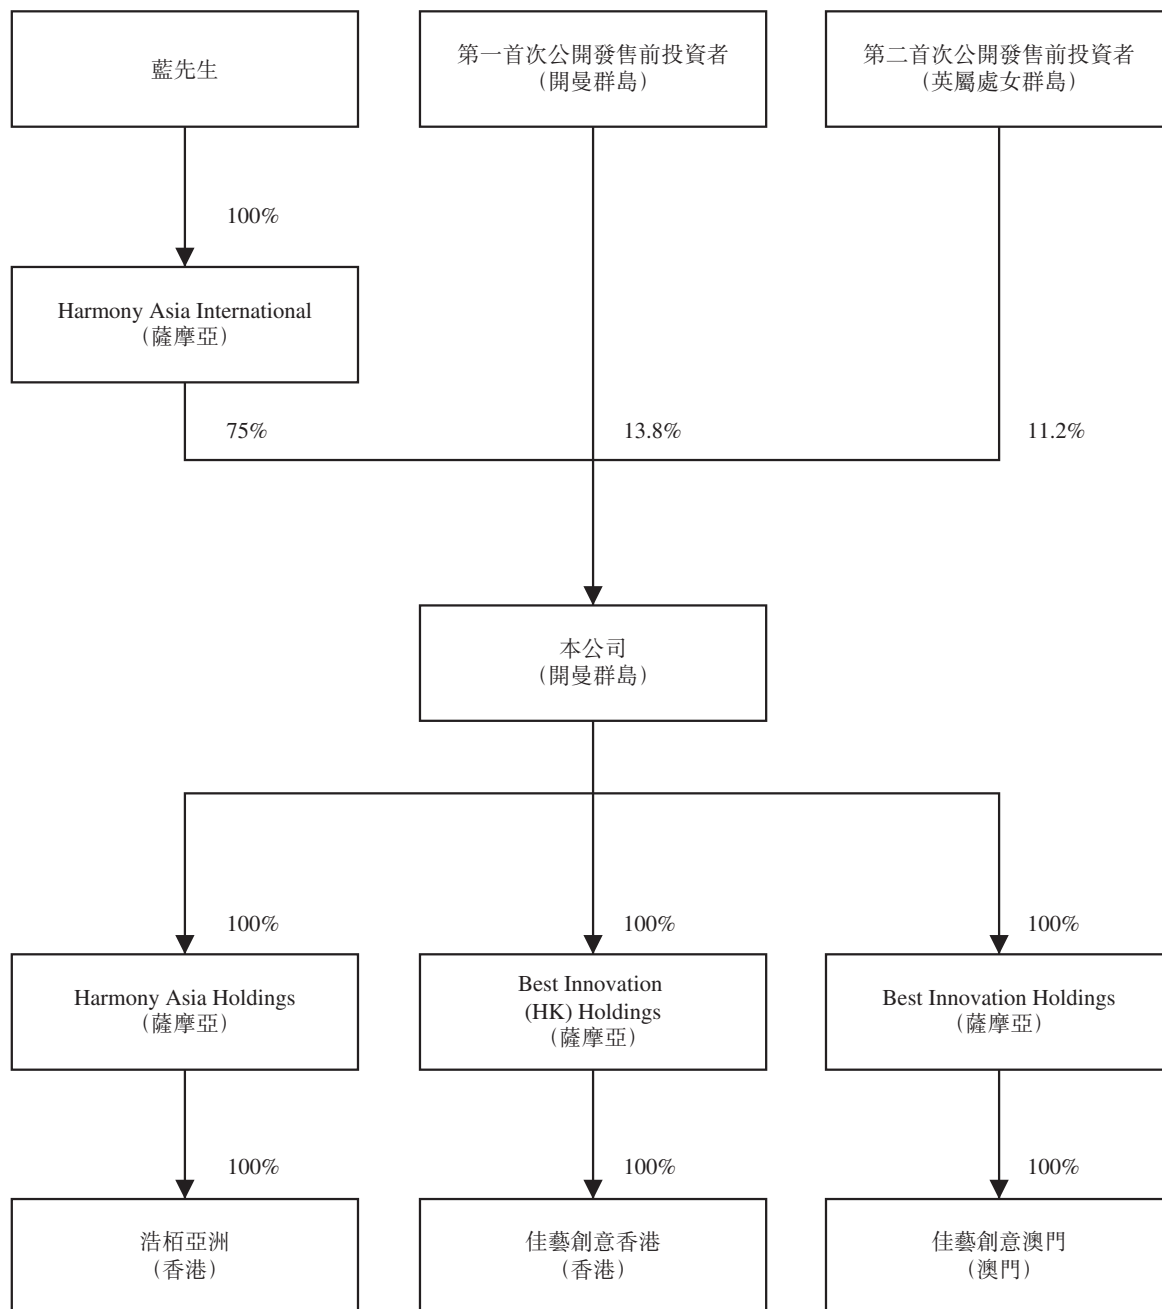 藍先生
第一首次公開發售前投資者
（開曼群島）
第二首次公開發售前投資者
（英屬處女群島）
100%
Harmony Asia International
（薩摩亞）
75%
13.8%
11.2%
本公司
（開曼群島）
100%
100%
100%
Harmony Asia Holdings
（薩摩亞）
Best Innovation
(HK) Holdings
（薩摩亞）
Best Innovation Holdings
（薩摩亞）
100%
100%
100%
浩栢亞洲
（香港）
佳藝創意香港
（香港）
佳藝創意澳門
（澳門）